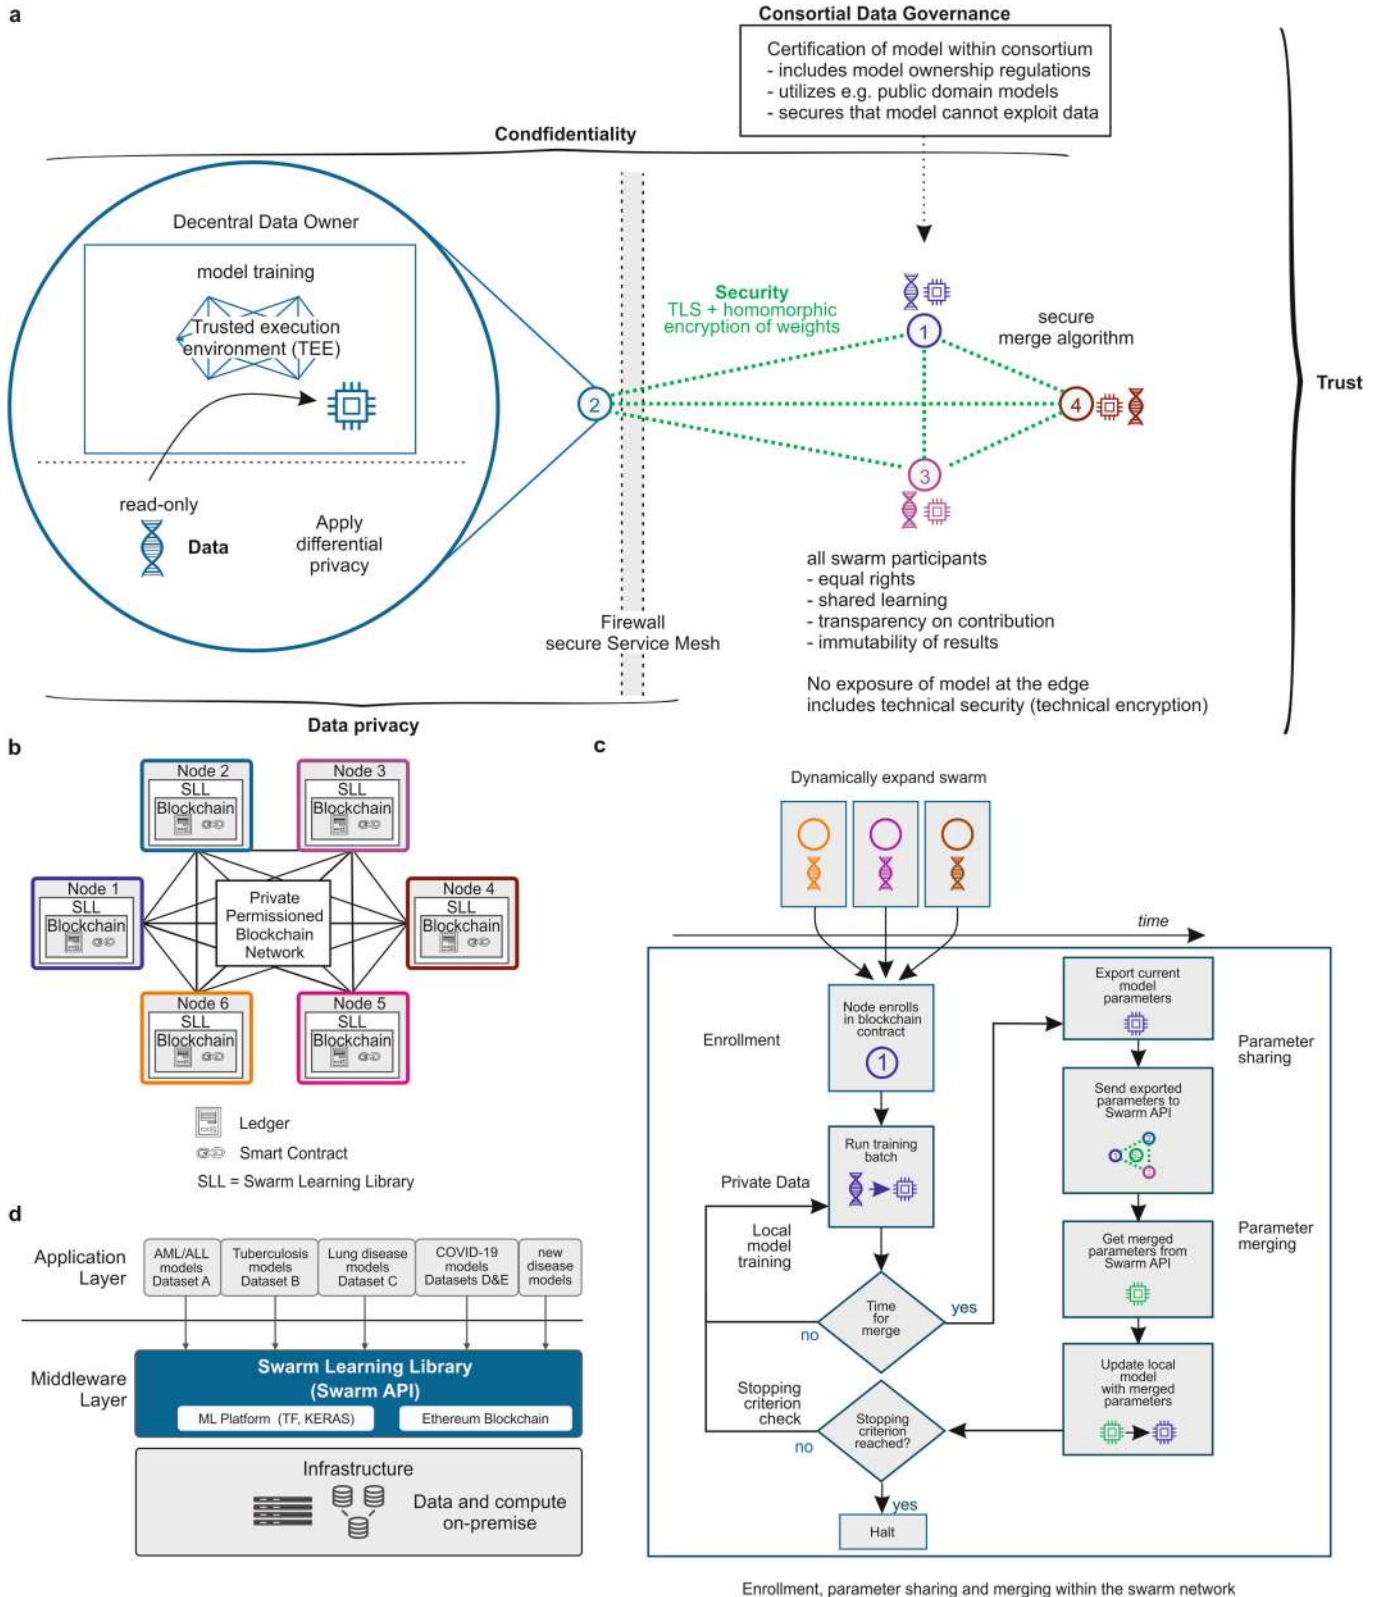 a
Consortial Data Governance
Certification of model within consortium
- includes model ownership regulations
- utilizes e.g. public domain models
- secures that model cannot exploit data
Condfidentiality
Decentral Data Owner
model training
Trusted execution
environment (TEE)
read-only
Data
Apply
differential
privacy
2
Security
TLS + homomorphic
encryption of weights
1
secure
merge algorithm
4
3
Trust
all swarm participants
- equal rights
- shared learning
- transparency on contribution
- immutability of results
Firewall
secure Service Mesh
No exposure of model at the edge
includes technical security (technical encryption)
Data privacy
b
Node 2
SLL
Blockchain
Node 3
SLL
Blockchain
Node 1
SLL
Blockchain
Private
Permissioned
Blockchain
Network
Node 4
SLL
Blockchain
Node 6
SLL
Blockchain
Node 5
SLL
Blockchain
Ledger
Smart Contract
SLL = Swarm Learning Library
c
Dynamically expand swarm
time
Enrollment
Node enrolls
in blockchain
contract
1
Run training
batch
Private Data
Local
model
training
Time
for
merge
yes
no
Export current
model
parameters
Parameter
sharing
Send exported
parameters to
Swarm API
Get merged
parameters from
Swarm API
Parameter
merging
Update local
model
with merged
parameters
Stopping
criterion
check
Stopping
criterion
reached?
no
yes
Halt
Enrollment, parameter sharing and merging within the swarm network
d
Application
Layer
AML/ALL
models
Dataset A
Tuberculosis
models
Dataset B
Lung disease
models
Dataset C
COVID-19
models
Datasets D&E
new
disease
models
Middleware
Layer
Swarm Learning Library
(Swarm API)
ML Platform (TF, KERAS)
Ethereum Blockchain
Infrastructure
Data and compute
on-premise